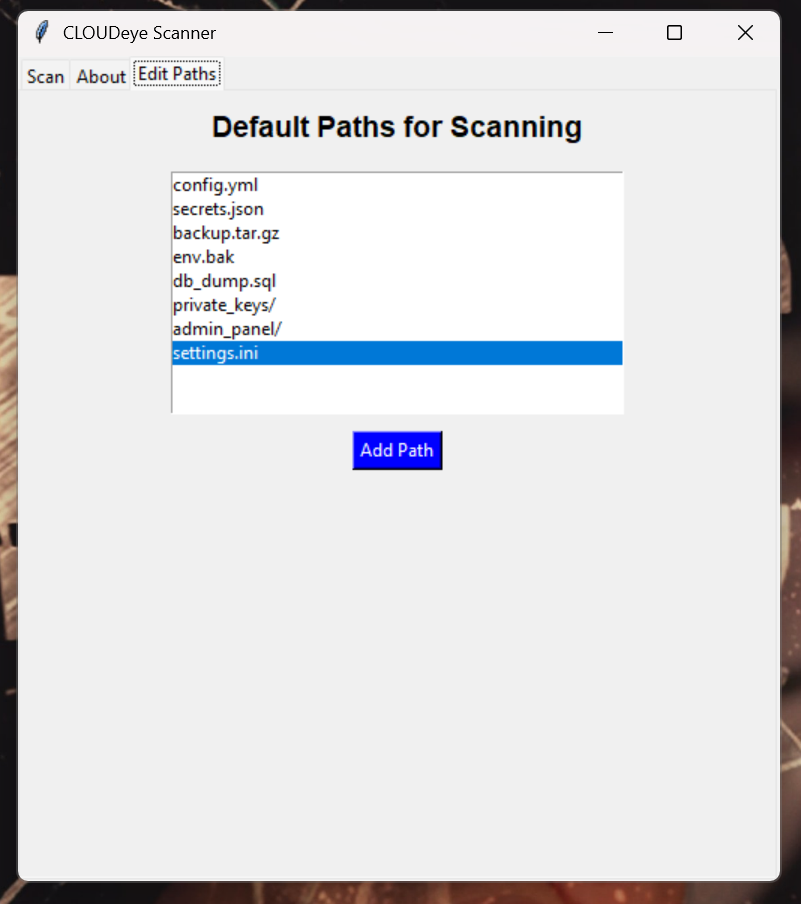 CLOUDeye Scanner
Scan About Edit Paths
Default Paths for Scanning
config.yml
secrets.json
backup.tar.gz
env.bak
db_dump.sql
private_keys/
admin_panel/
settings.ini
Add Path